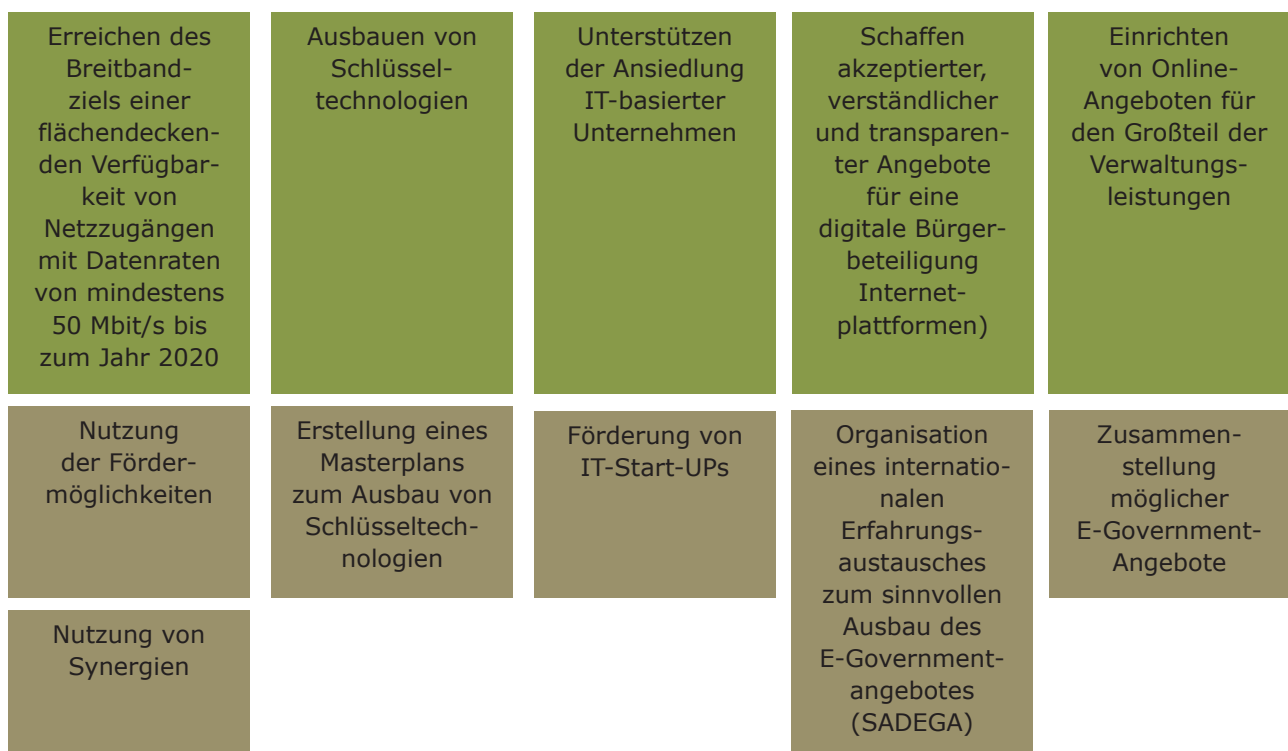 Erreichen des
Breitband-
ziels einer
flächendecken-
den Verfügbar-
keit von
Netzzugängen
mit Datenraten
von mindestens
50 Mbit/s bis
zum Jahr 2020
Ausbauen von
Schlüssel-
technologien
Unterstützen
der Ansiedlung
IT-basierter
Unternehmen
Schaffen
akzeptierter,
verständlicher
und transparen-
ter Angebote
für eine
digitale Bürger-
beteiligung
Internet-
plattformen)
Einrichten
von Online-
Angeboten für
den Großteil der
Verwaltungs-
leistungen
Nutzung
der Förder-
möglichkeiten
Erstellung eines
Masterplans
zum Ausbau von
Schlüsseltech-
nologien
Förderung von
IT-Start-UPs
Organisation
eines internatio-
nalen
Erfahrungs-
austausches
zum sinnvollen
Ausbau des
E-Government-
angebotes
(SADEGA)
Zusammen-
stellung
möglicher
E-Government-
Angebote
Nutzung von
Synergien